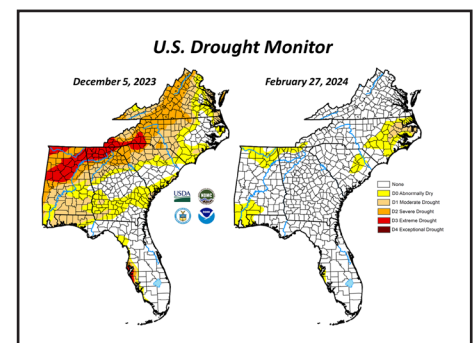 U.S. Drought Monitor
December 5, 2023
February 27, 2024
USDA
None
D0 Abnormally Dry
D1 Moderate Drought
D2 Severe Drought
D3 Extreme Drought
D4 Exceptional Drought